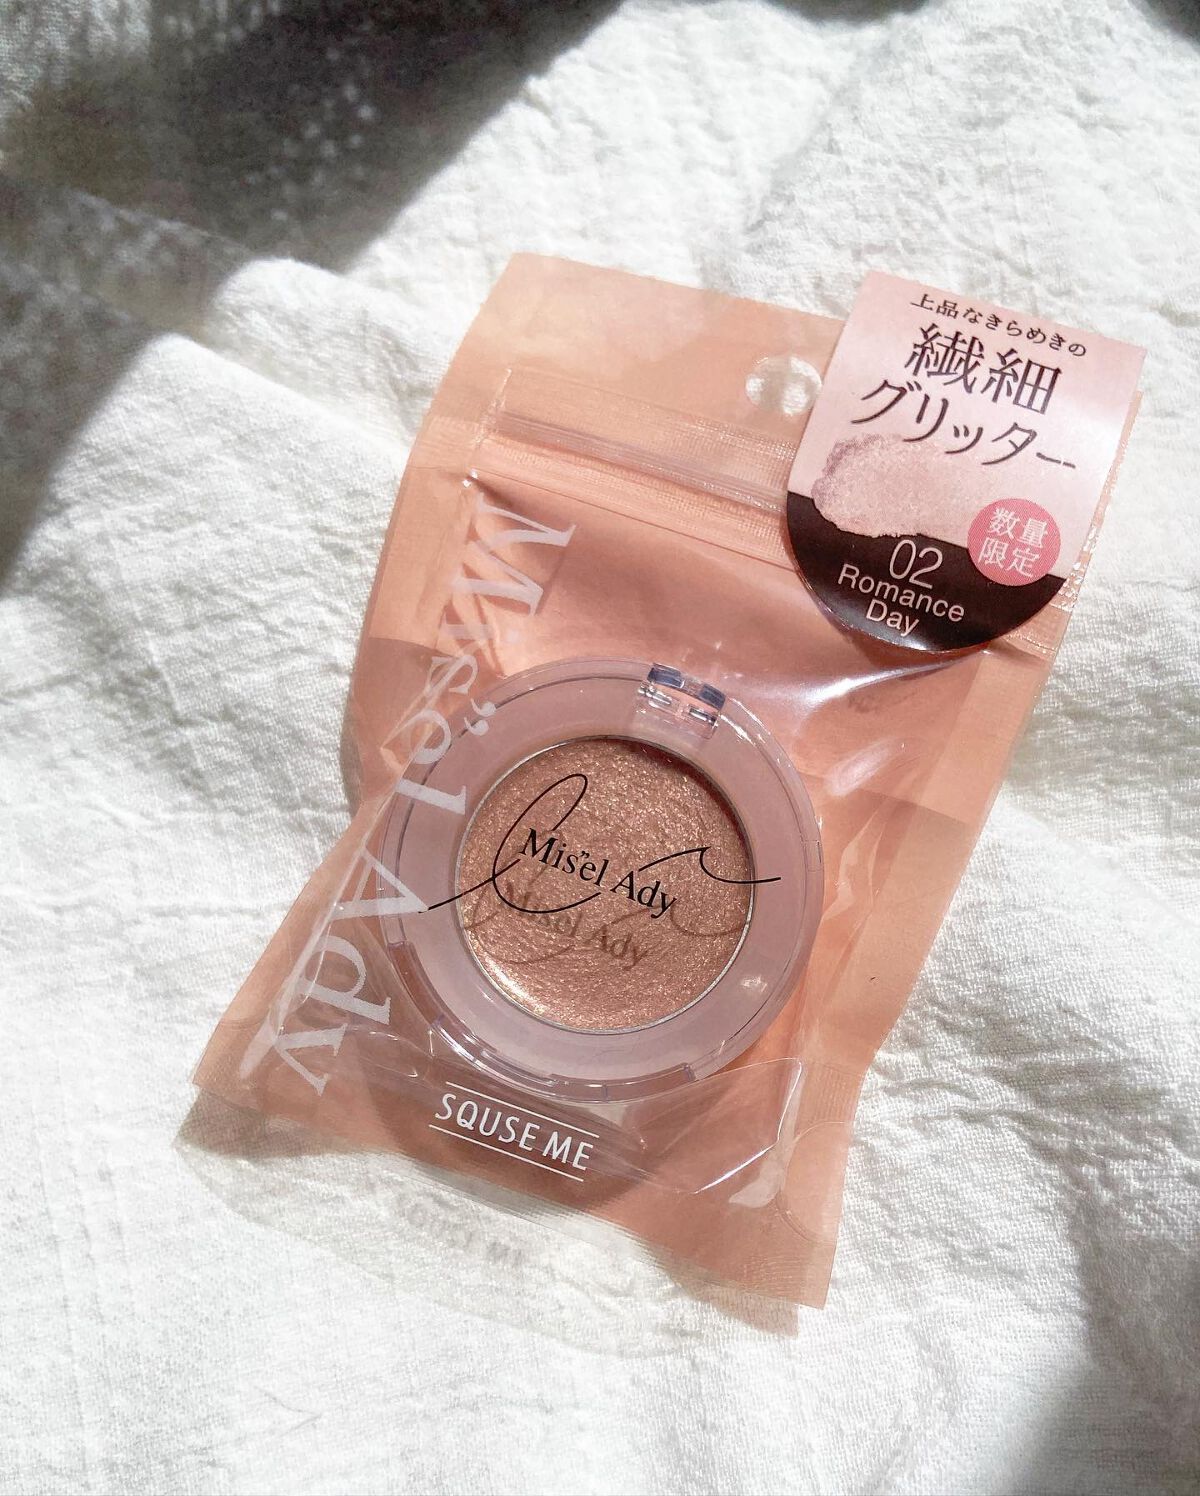 上品なきらめきの
繊細
グリッター
数量
限定
02
Romance
Day
Mis"el Ady
Mis"el Ady
Mis"el Ady
SQUSE ME